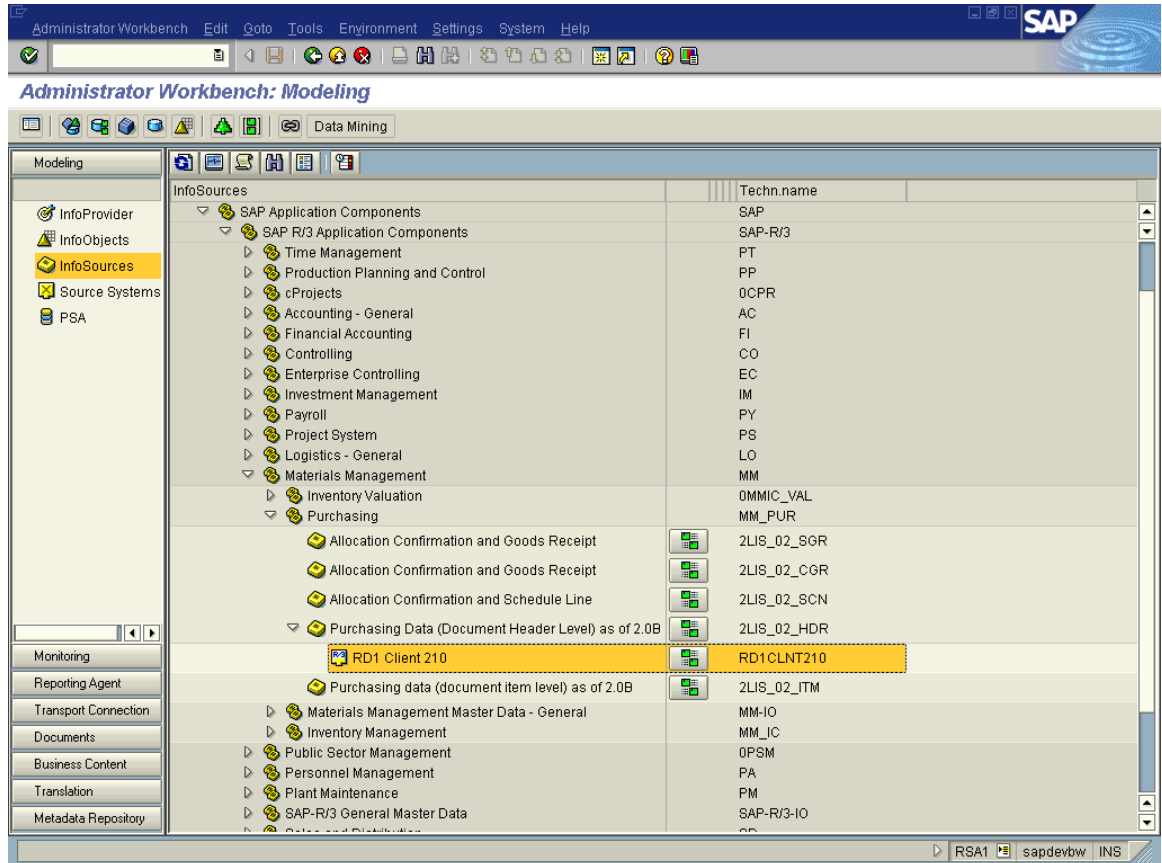 Administrator Workbench Edit Goto Tools Environment Settings System Help
SAP
Administrator Workbench: Modeling
Data Mining
Modeling
InfoProvider
InfoObjects
InfoSources
Source Systems
PSA
Monitoring
Reporting Agent
Transport Connection
Documents
Business Content
Translation
Metadata Repository
InfoSources Techn.name
SAP Application Components SAP
SAP R/3 Application Components SAP-R/3
Time Management PT
Production Planning and Control PP
cProjects 0CPR
Accounting - General AC
Financial Accounting FI
Controlling CO
Enterprise Controlling EC
Investment Management IM
Payroll PY
Project System PS
Logistics - General LO
Materials Management MM
Inventory Valuation 0MMIC_VAL
Purchasing MM_PUR
Allocation Confirmation and Goods Receipt 2LIS_02_SGR
Allocation Confirmation and Goods Receipt 2LIS_02_CGR
Allocation Confirmation and Schedule Line 2LIS_02_SCN
Purchasing Data (Document Header Level) as of 2.0B 2LIS_02_HDR
RD1 Client 210 RD1CLNT210
Purchasing data (document item level) as of 2.0B 2LIS_02_ITM
Materials Management Master Data - General MM-IO
Inventory Management MM_IC
Public Sector Management 0PSM
Personnel Management PA
Plant Maintenance PM
SAP-R/3 General Master Data SAP-R/3-IO
RSA1 sapdevbw INS